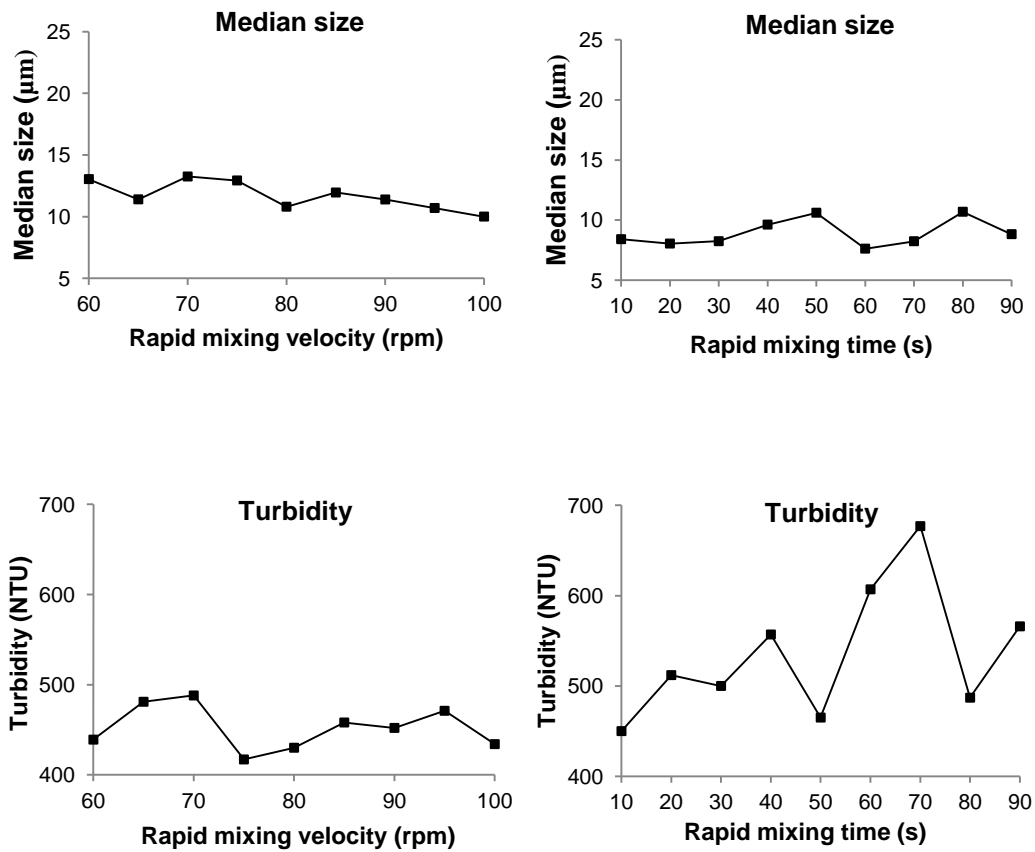 Median size
Median size (μm)
25
20
15
10
5
60 70 80 90 100
Rapid mixing velocity (rpm)
Median size
Median size (μm)
25
20
15
10
5
10 20 30 40 50 60 70 80 90
Rapid mixing time (s)
Turbidity
Turbidity (NTU)
700
600
500
400
60 70 80 90 100
Rapid mixing velocity (rpm)
Turbidity
Turbidity (NTU)
700
600
500
400
10 20 30 40 50 60 70 80 90
Rapid mixing time (s)